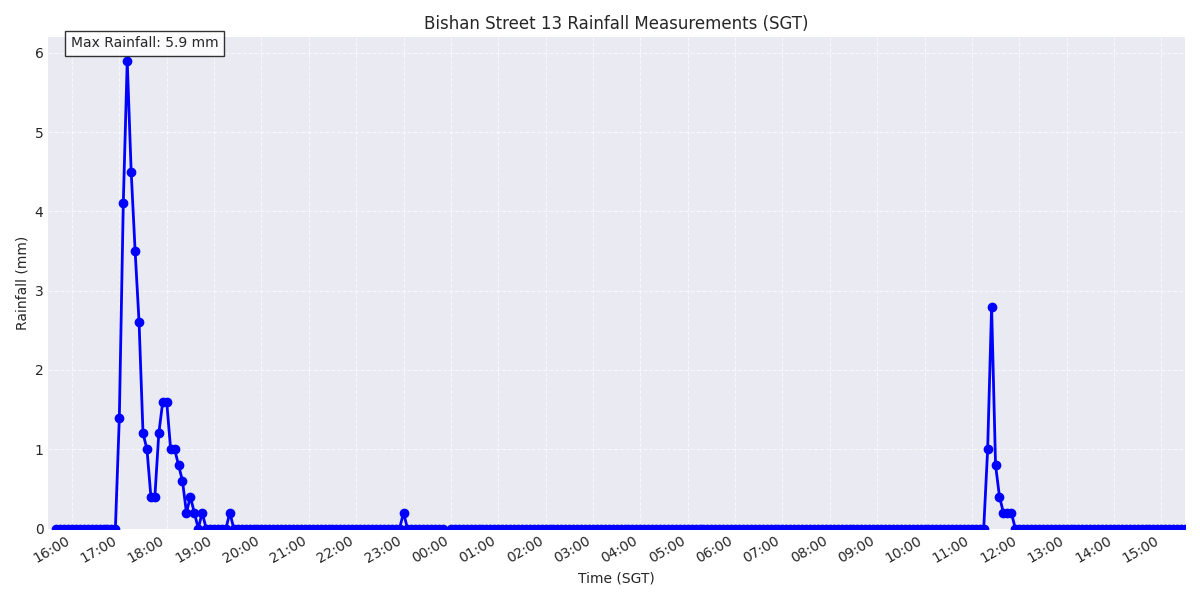 Bishan Street 13 Rainfall Measurements (SGT)
Max Rainfall: 5.9 mm
6
5
4
3
2
1
0
Rainfall (mm)
16:00 17:00 18:00 19:00 20:00 21:00 22:00 23:00 00:00 01:00 02:00 03:00 04:00 05:00 06:00 07:00 08:00 09:00 10:00 11:00 12:00 13:00 14:00 15:00
Time (SGT)